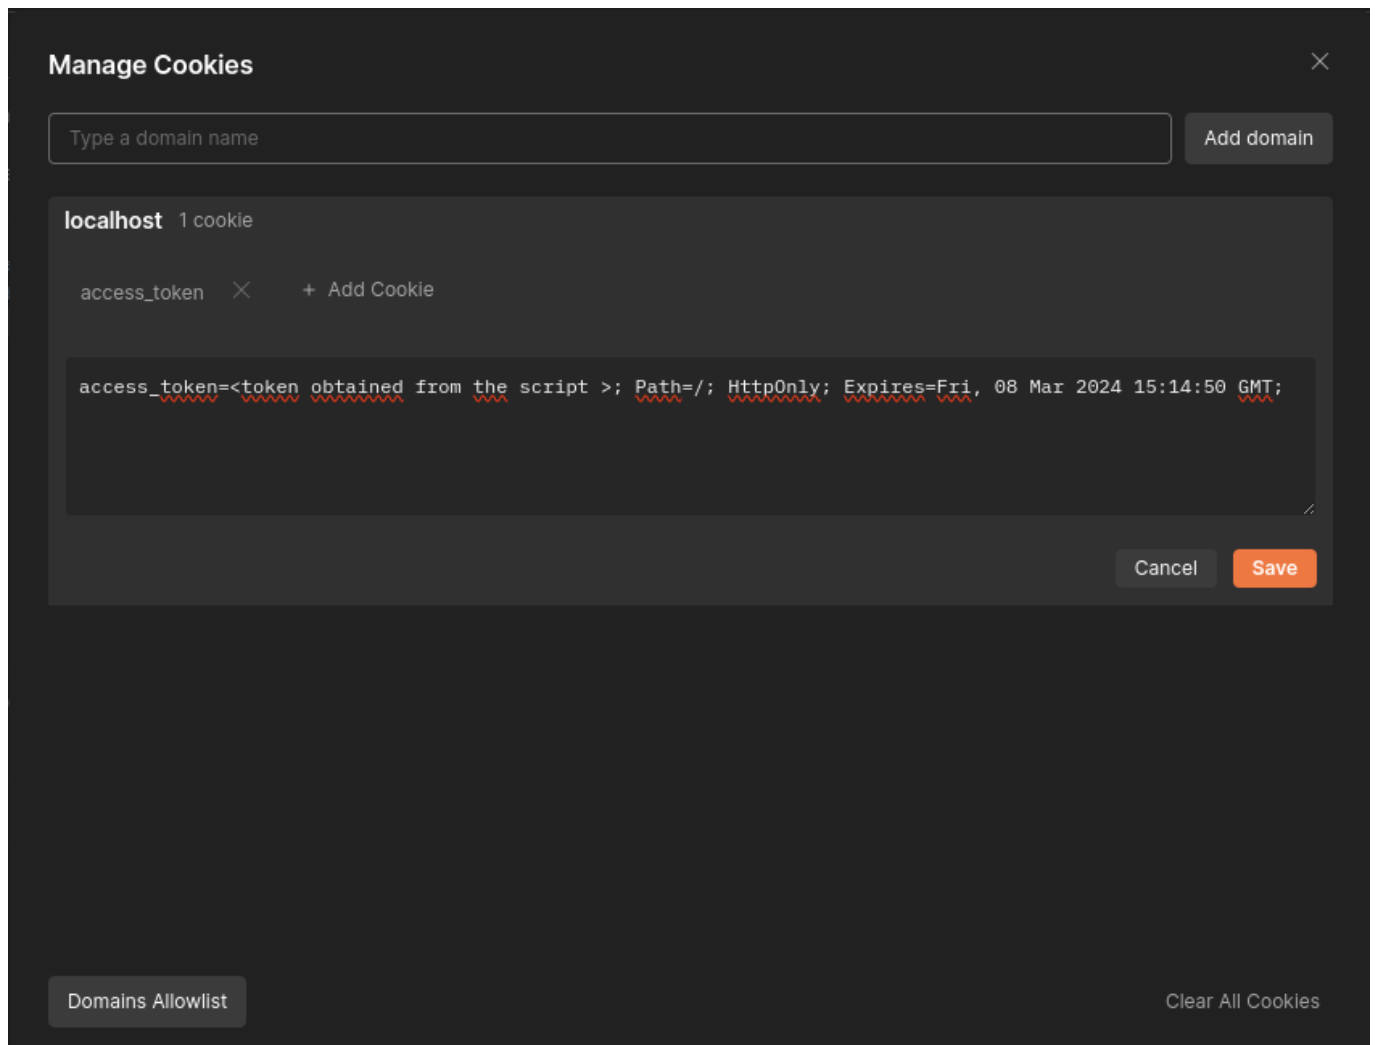 Manage Cookies
Type a domain name
Add domain
localhost 1 cookie
access_token + Add Cookie
access_token=<token obtained from the script >; Path=/; HttpOnly; Expires=Fri, 08 Mar 2024 15:14:50 GMT;
Cancel Save
Domains Allowlist Clear All Cookies